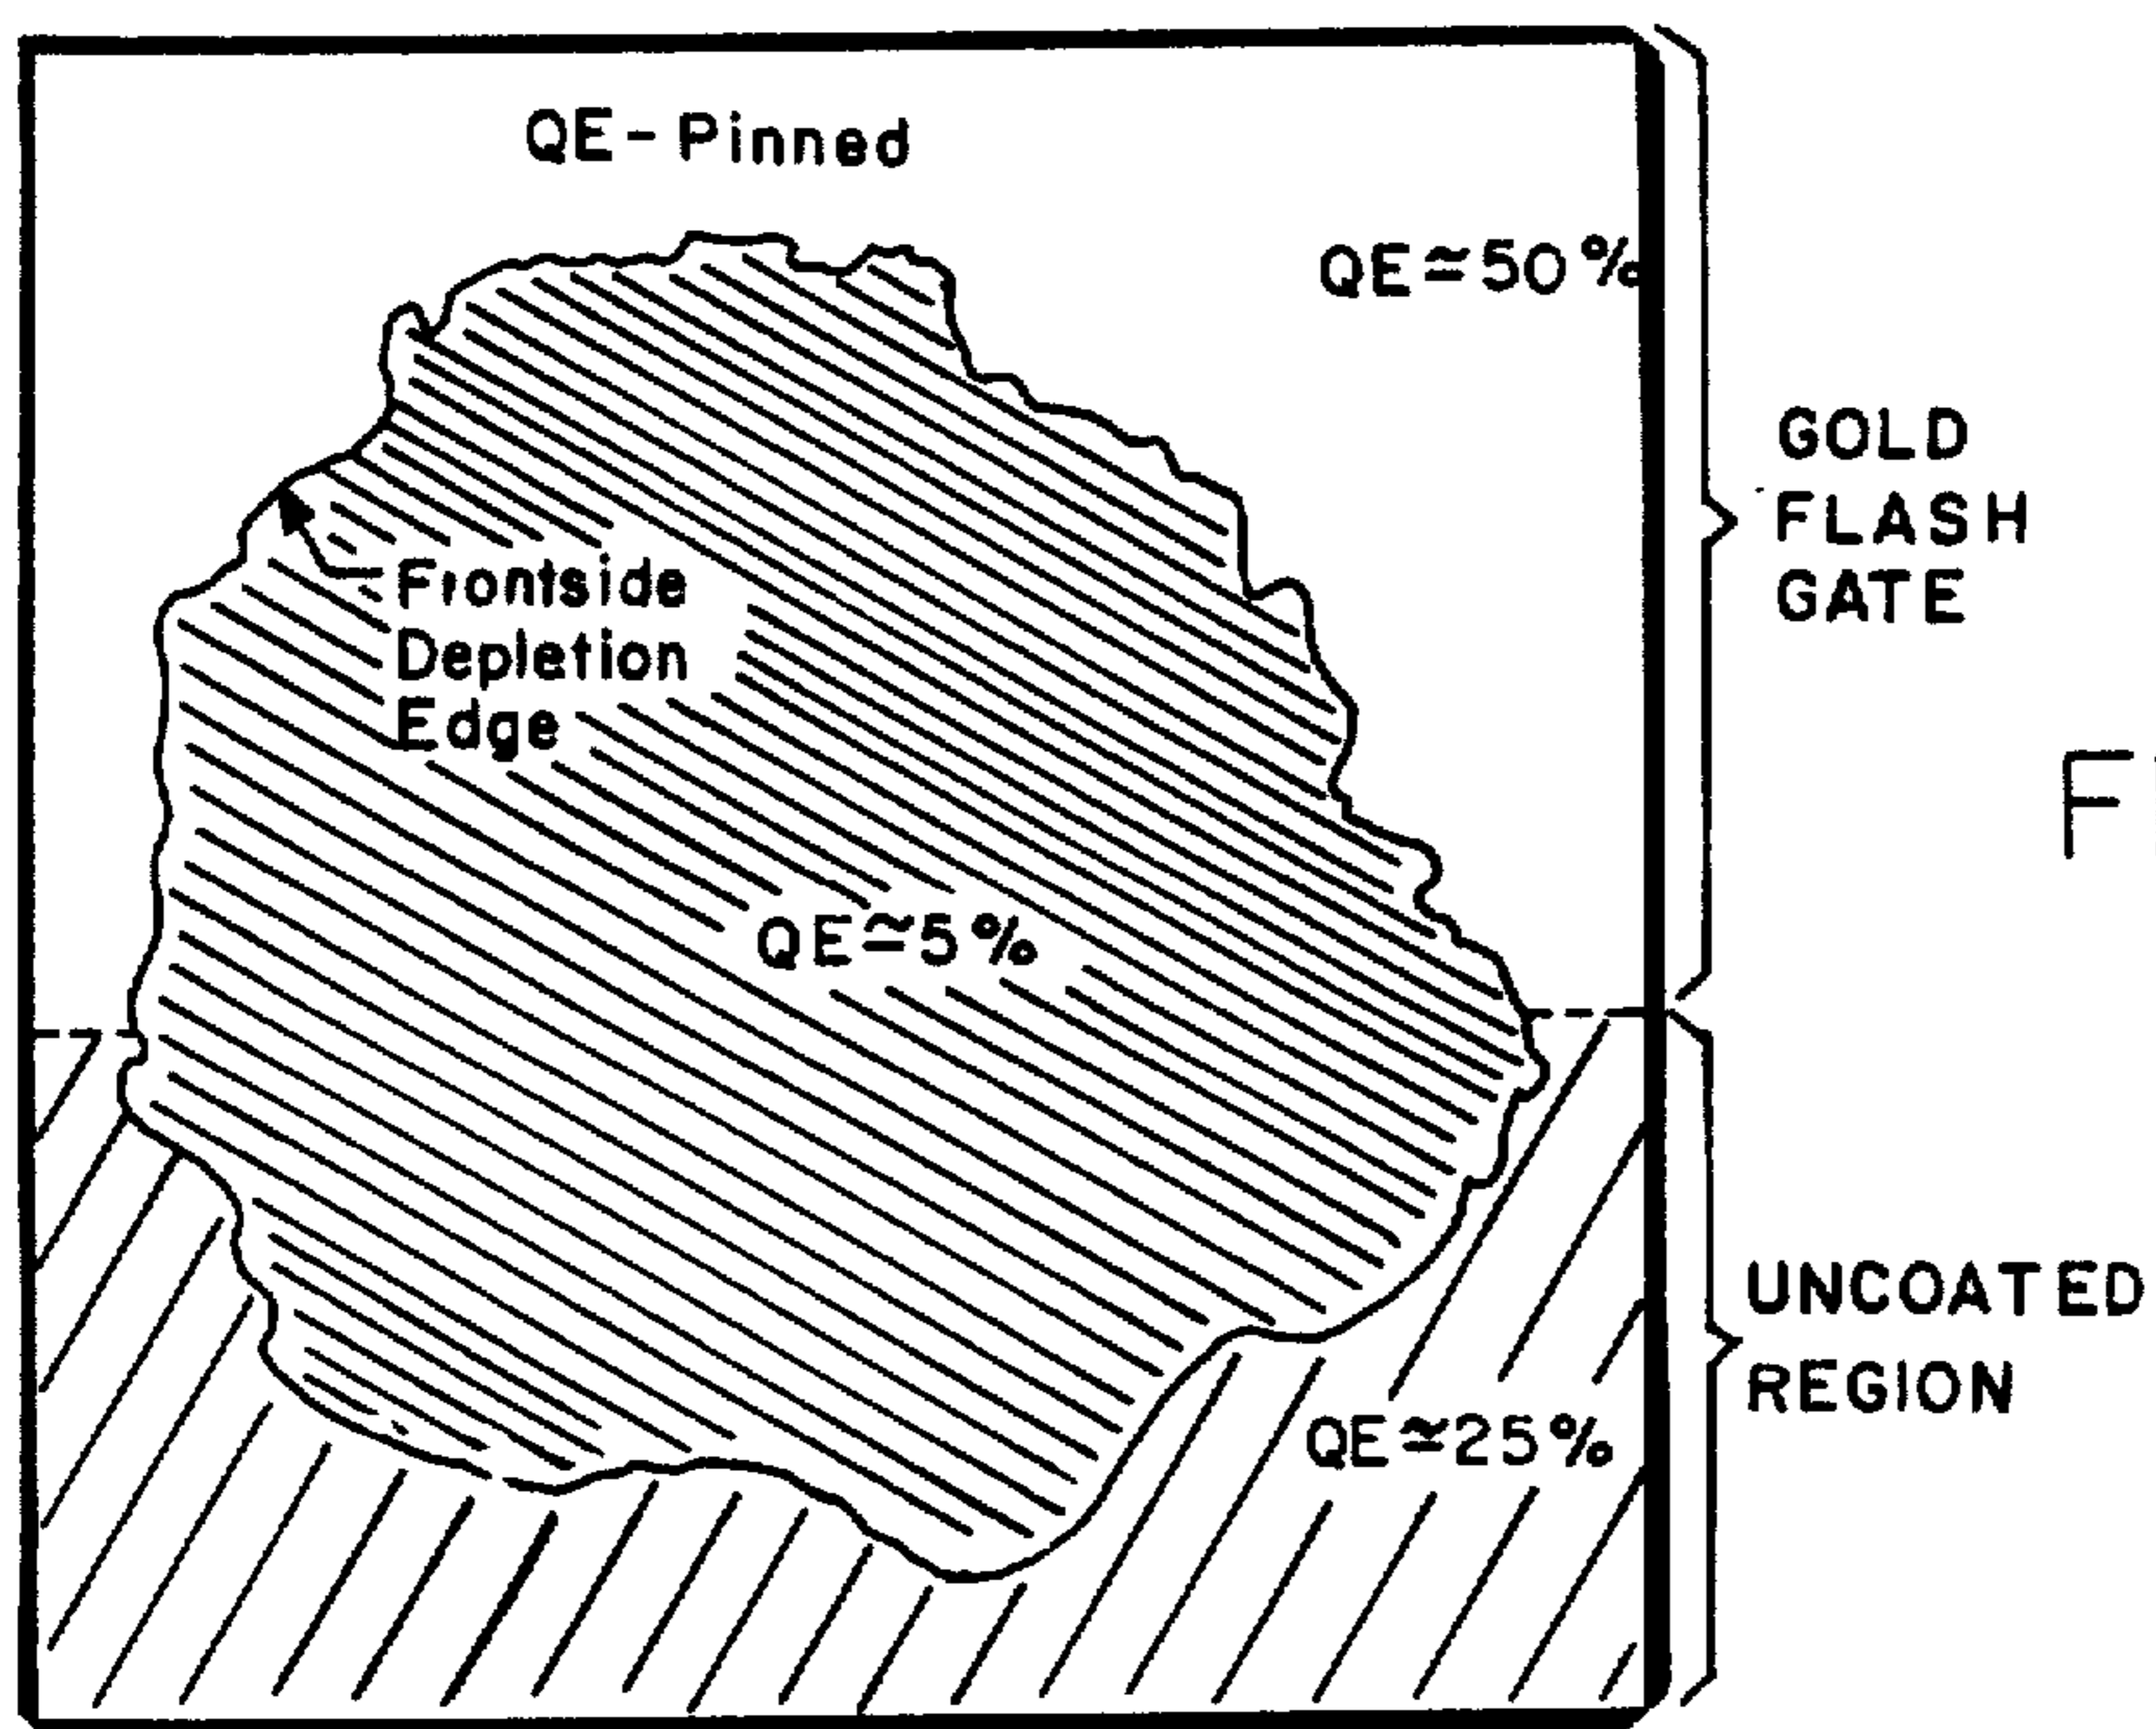 QE-Pinned
QE≃50%
GOLD
FLASH
GATE
Frontside
Depletion
Edge
F
QE≃5%
UNCOATED
REGION
QE≃25%